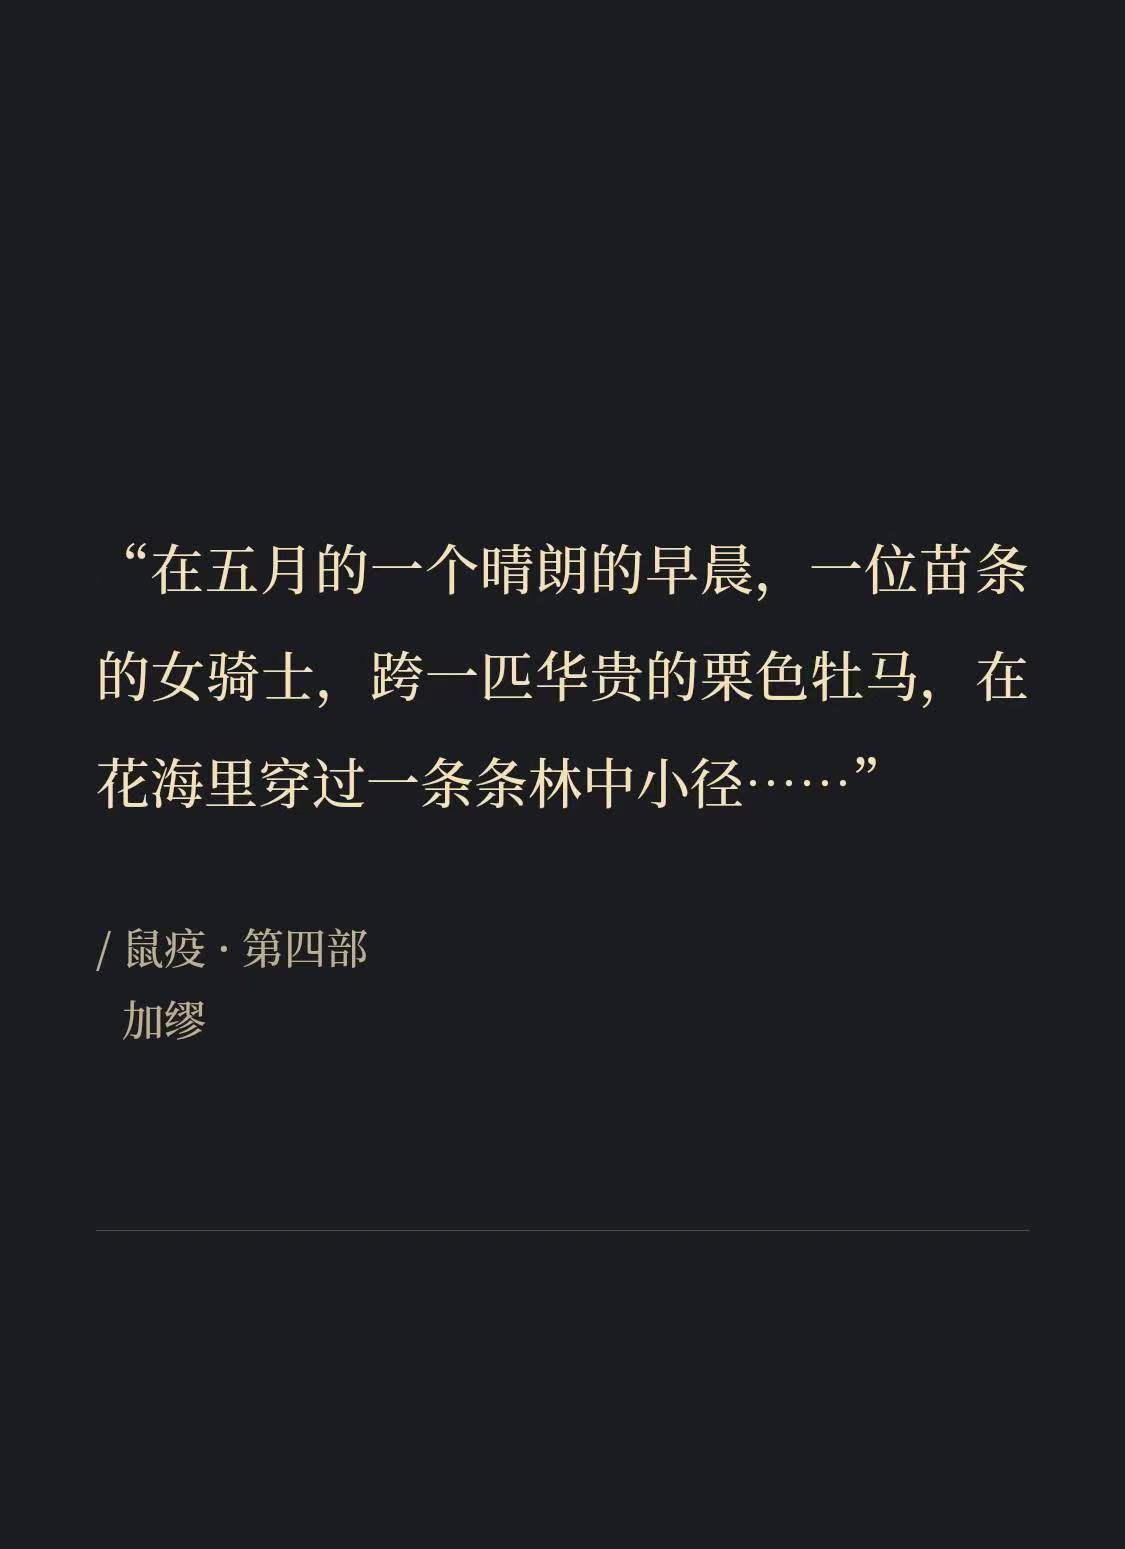 “在五月的一个晴朗的早晨，一位苗条
的女骑士，跨一匹华贵的栗色牡马，在
花海里穿过一条条林中小径……”
/ 鼠疫 · 第四部
加缪